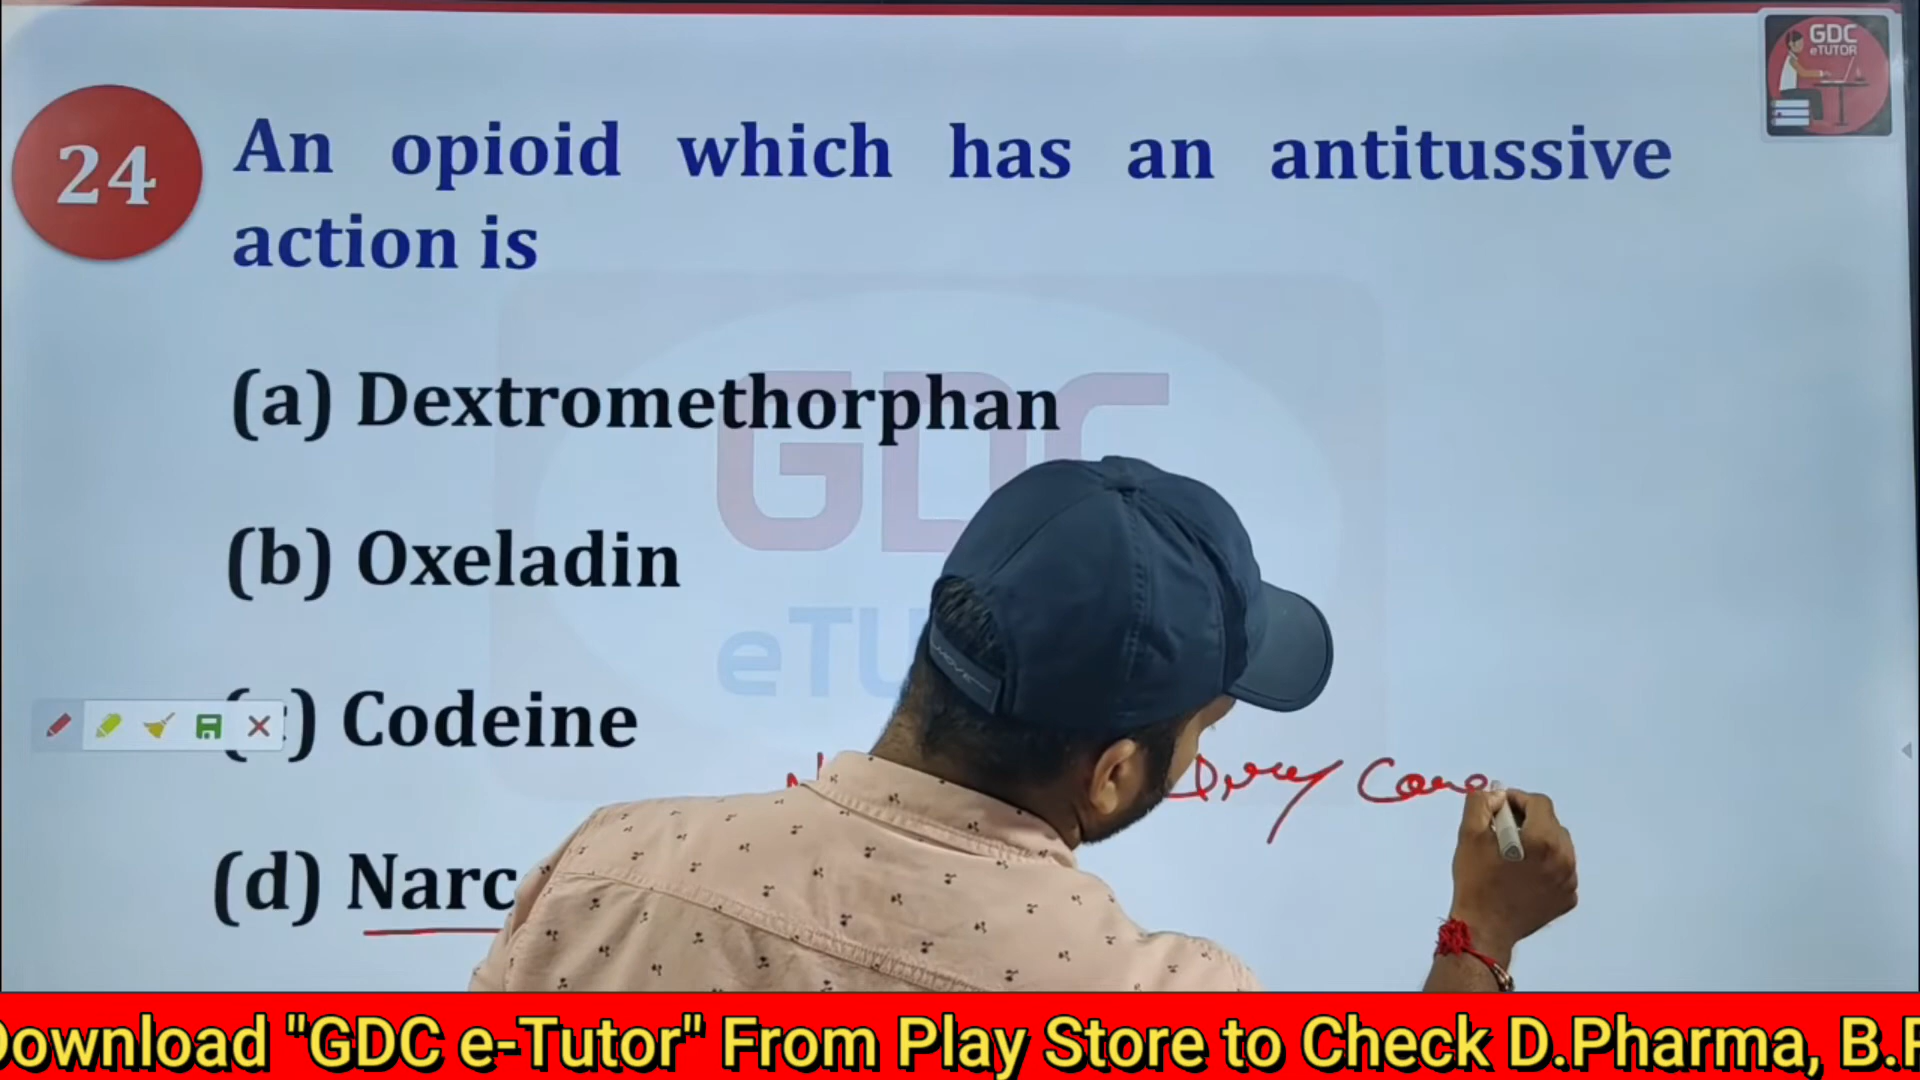 GDC
eTUTOR
24
An opioid which has an antitussive
action is
(a) Dextromethorphan
(b) Oxeladin
) Codeine
(d) Narc
Download "GDC e-Tutor" From Play Store to Check D.Pharma, B.P